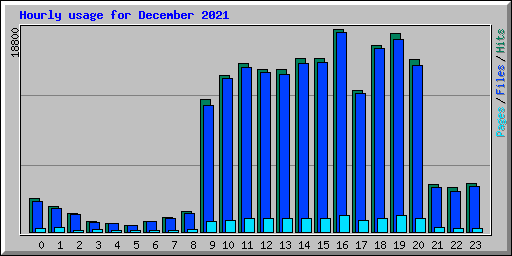 Hourly usage for December 2021
18800
Pages/Files/Hits
0 1 2 3 4 5 6 7 8 9 10 11 12 13 14 15 16 17 18 19 20 21 22 23